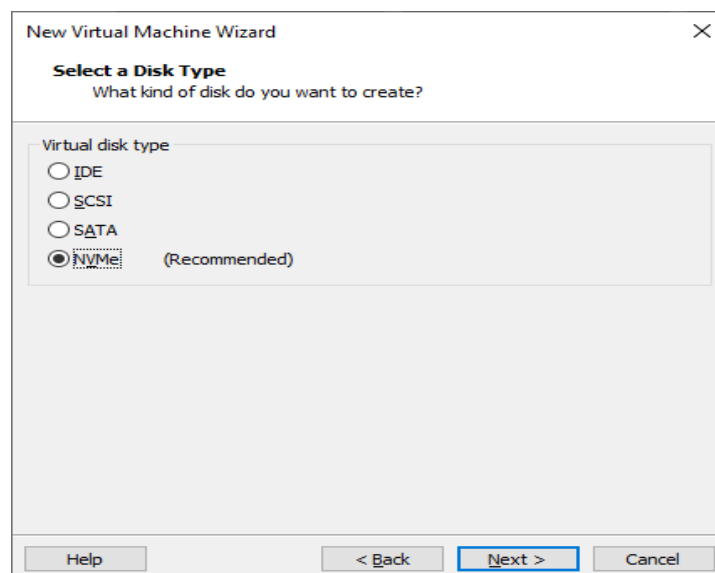 New Virtual Machine Wizard
Select a Disk Type
What kind of disk do you want to create?
Virtual disk type
IDE
SCSI
SATA
NVMe (Recommended)
Help < Back Next > Cancel